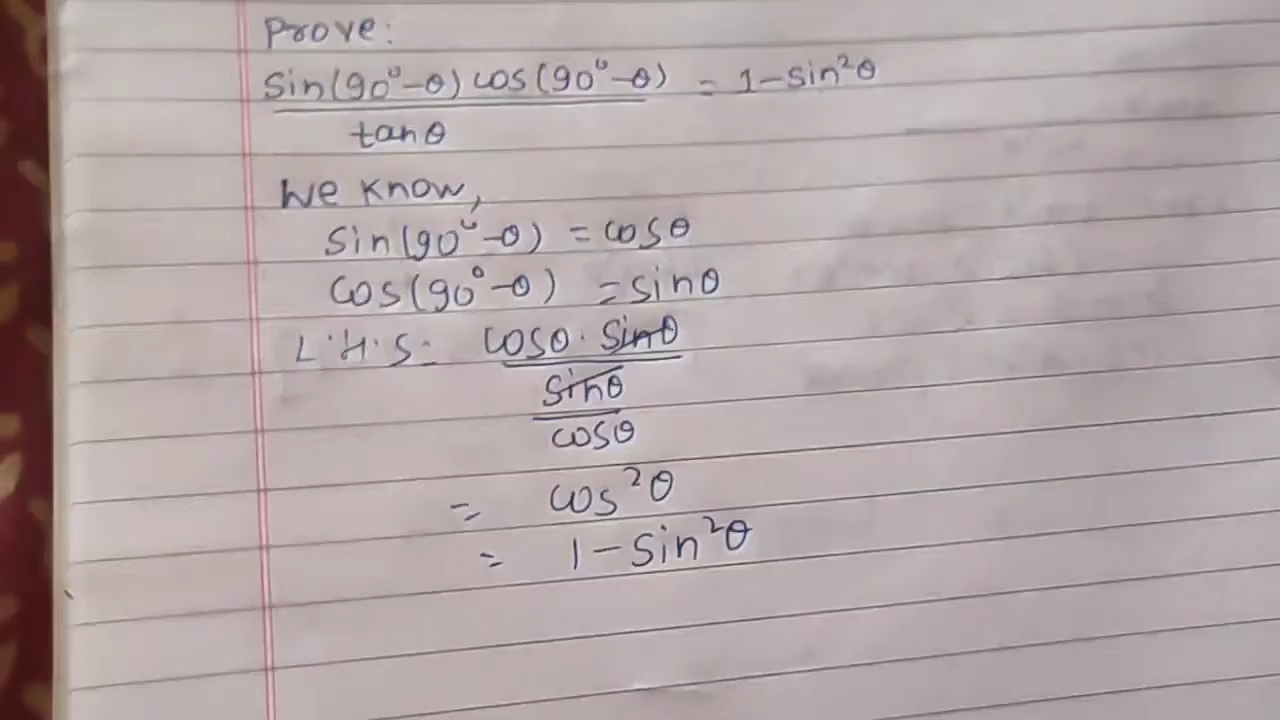 Prove:
sin(90°-θ) cos(90°-θ) = 1-sin²θ
tanθ
We know,
sin(90°-θ) = cosθ
cos(90°-θ) = sinθ
L.H.S: cosθ . sinθ
sinθ
cosθ
= cos²θ
= 1-sin²θ